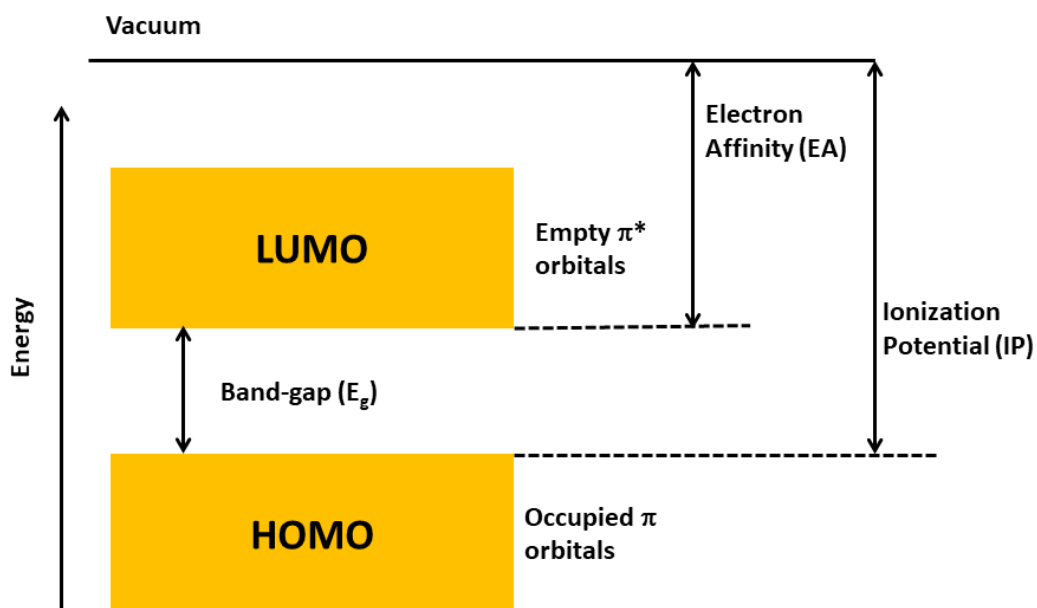 Vacuum
Electron
Affinity (EA)
LUMO
Empty π*
orbitals
Energy
Ionization
Potential (IP)
Band-gap (Eg)
HOMO
Occupied π
orbitals